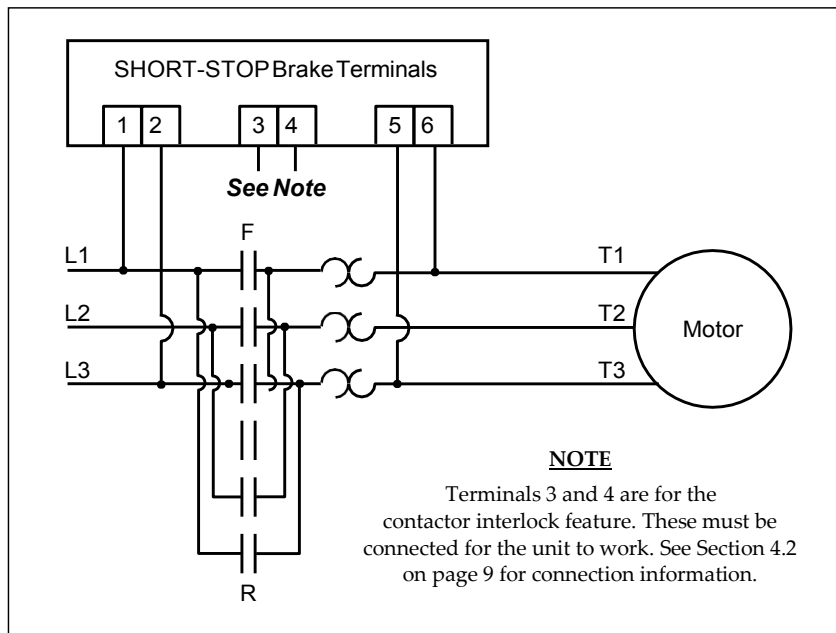 SHORT-STOP Brake Terminals
1 2 3 4 5 6
See Note
F
L1 T1
L2 T2
Motor
L3 T3
NOTE
Terminals 3 and 4 are for the
contactor interlock feature. These must be
connected for the unit to work. See Section 4.2
on page 9 for connection information.
R